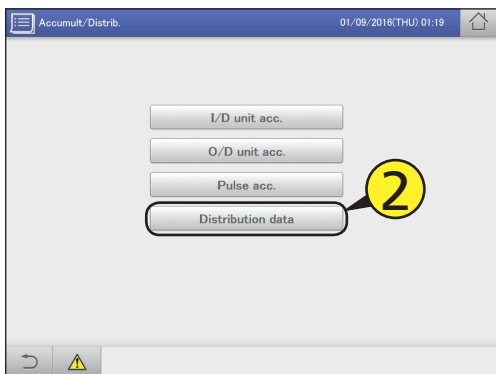 Accumult/Distrib. 01/09/2016(THU) 01:19
I/D unit acc.
O/D unit acc.
Pulse acc.
2
Distribution data